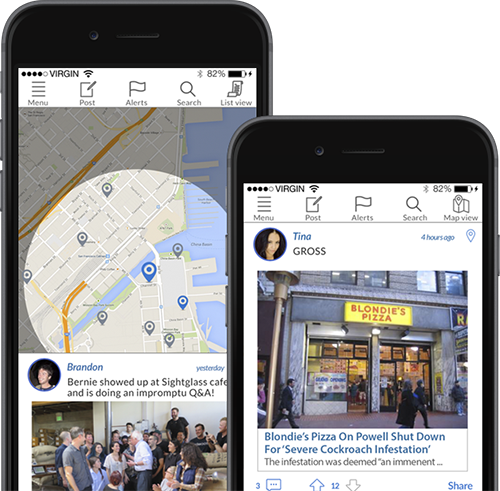 VIRGIN 82%
Menu Post Alerts Search List view
Brandon yesterday
Bernie showed up at Sightglass cafe
and is doing an impromptu Q&A!
VIRGIN 82%
Menu Post Alerts Search Map view
Tina 4 hours ago
GROSS
BLONDIE'S
PIZZA
Blondie's Pizza On Powell Shut Down
For 'Severe Cockroach Infestation'
The infestation was deemed "an immenent ...
3 12 Share